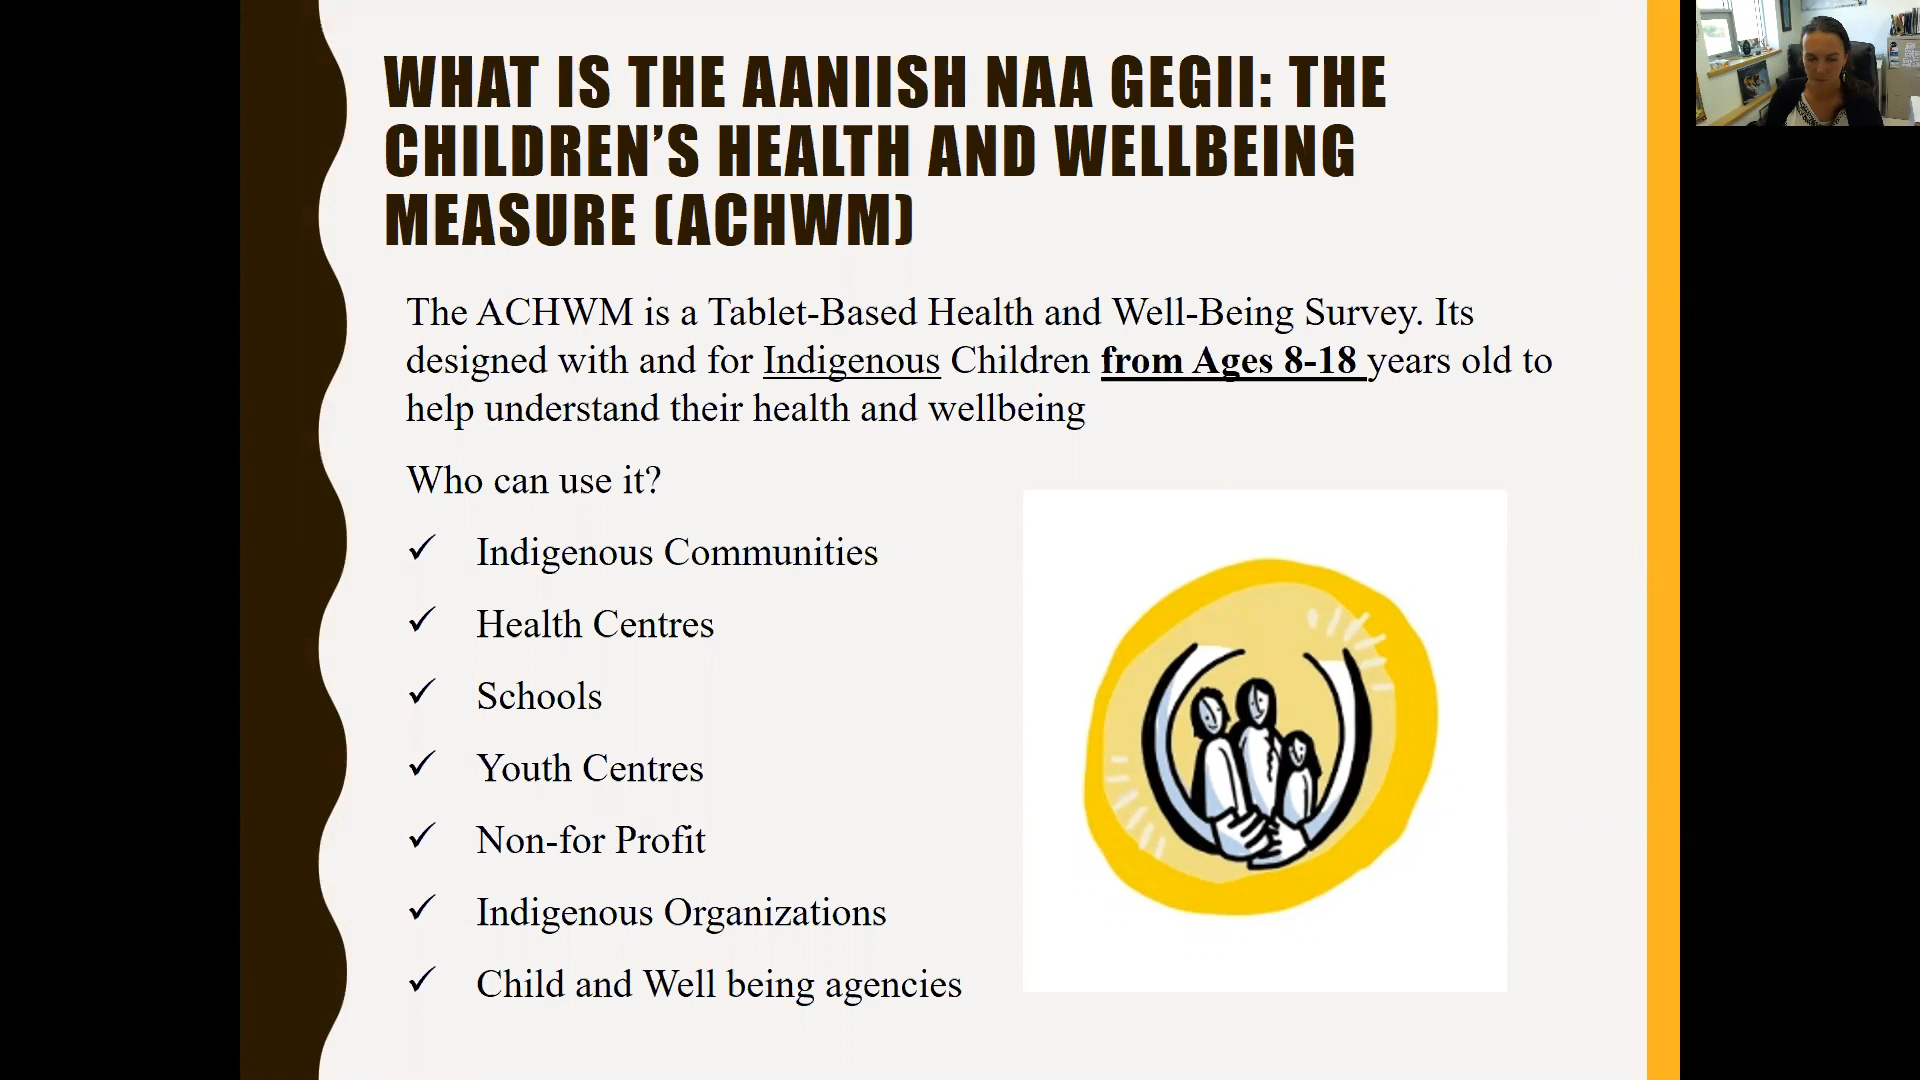 WHAT IS THE AANIISH NAA GEGII: THE
CHILDREN’S HEALTH AND WELLBEING
MEASURE (ACHWM)
The ACHWM is a Tablet-Based Health and Well-Being Survey. Its
designed with and for Indigenous Children from Ages 8-18 years old to
help understand their health and wellbeing
Who can use it?
✓ Indigenous Communities
✓ Health Centres
✓ Schools
✓ Youth Centres
✓ Non-for Profit
✓ Indigenous Organizations
✓ Child and Well being agencies